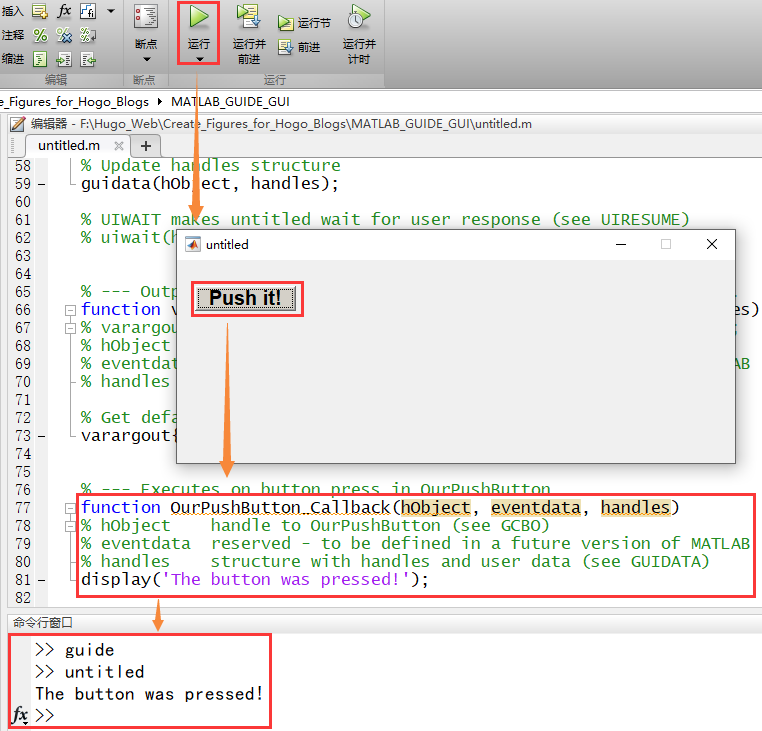 插入 fx
注释
缩进
编辑
断点
断点
运行
运行并
前进
运行节
前进
运行并
计时
运行
e_Figures_for_Hogo_Blogs ▸ MATLAB_GUIDE_GUI
编辑器 - F:\Hugo_Web\Create_Figures_for_Hogo_Blogs\MATLAB_GUIDE_GUI\untitled.m
untitled.m
58 % Update handles structure
59 guidata(hObject, handles);
60
61 % UIWAIT makes untitled wait for user response (see UIRESUME)
62 % uiwait(h
63
64
65 % --- Outp
66 function v es)
67 % varargou
68 % hObject
69 % eventdat AB
70 % handles
71
72 % Get defa
73 varargout{
74
75
76 % --- Executes on button press in OurPushButton
77 function OurPushButton_Callback(hObject, eventdata, handles)
78 % hObject handle to OurPushButton (see GCBO)
79 % eventdata reserved - to be defined in a future version of MATLAB
80 % handles structure with handles and user data (see GUIDATA)
81 display('The button was pressed!');
82
untitled
Push it!
命令行窗口
>> guide
>> untitled
The button was pressed!
fx >>